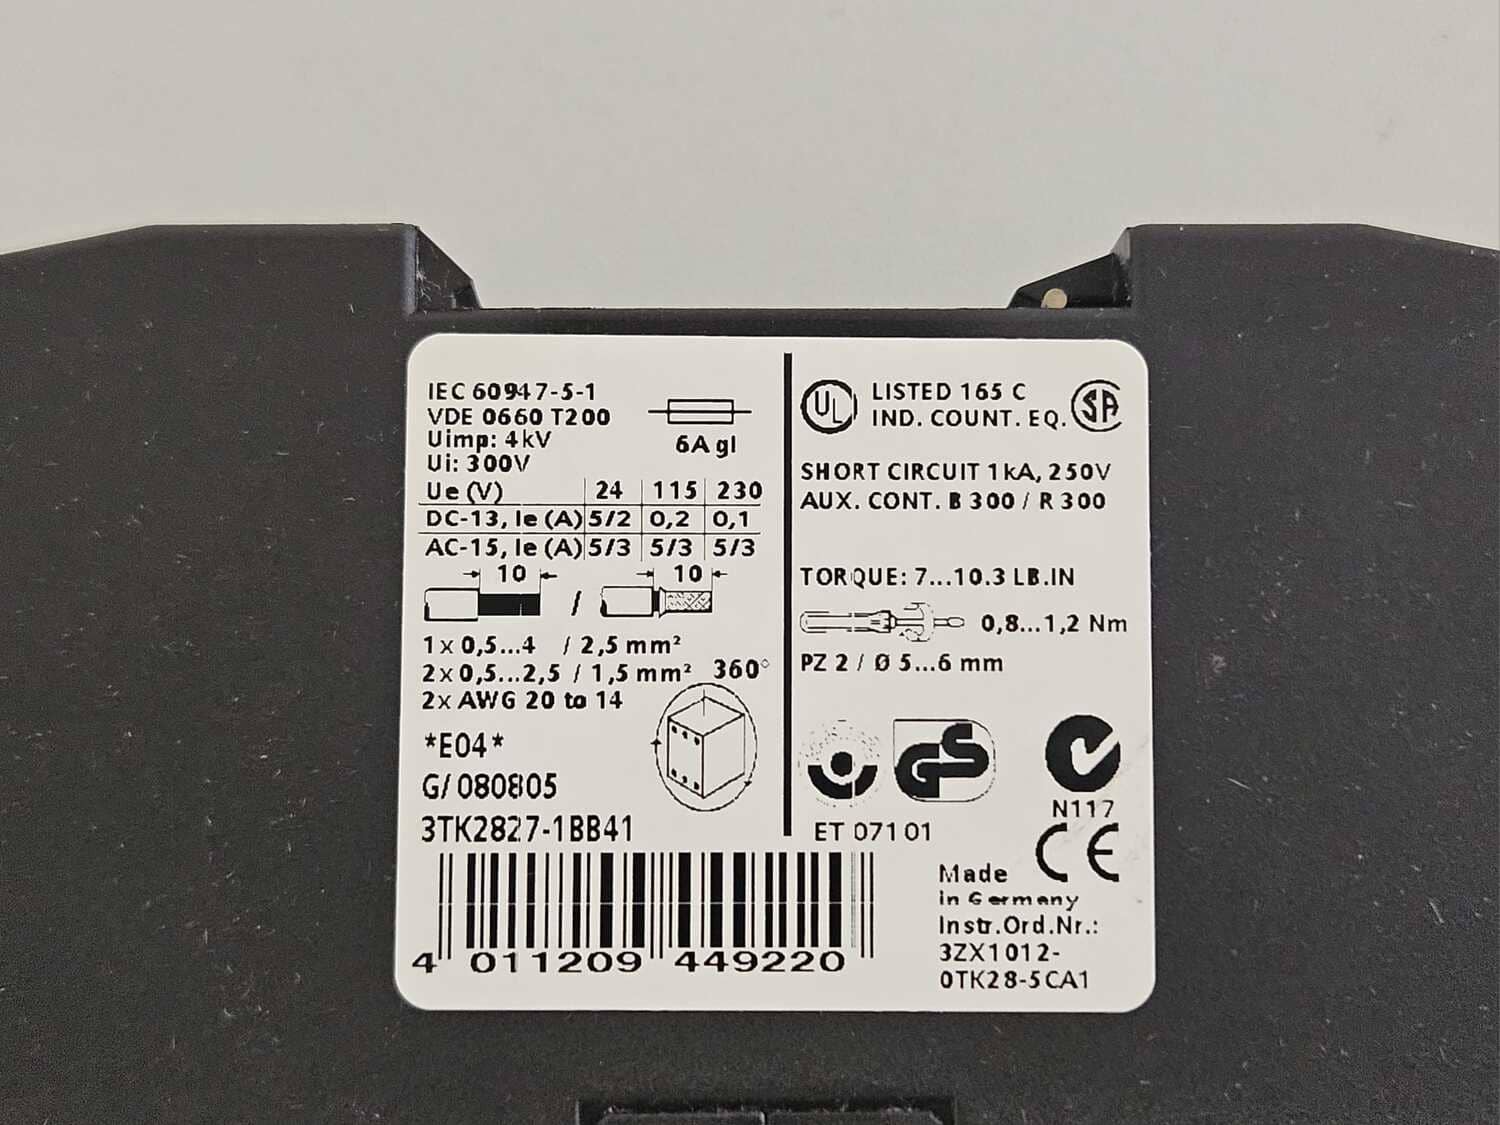 IEC 60947-5-1
VDE 0660 T200
Uimp: 4kV
Ui: 300V
6A gl
Ue (V) 24 115 230
DC-13, Ie (A) 5/2 0,2 0,1
AC-15, Ie (A) 5/3 5/3 5/3
10 / 10
1 x 0,5...4 / 2,5 mm²
2 x 0,5...2,5 / 1,5 mm² 360°
2x AWG 20 to 14
*E04*
G/080805
3TK2827-1BB41
4 011209 449220
UL LISTED 165 C SA
IND. COUNT. EQ.
SHORT CIRCUIT 1kA, 250V
AUX. CONT. B 300 / R 300
TORQUE: 7...10.3 LB.IN
0,8...1,2 Nm
PZ 2 / Ø 5...6 mm
GS
N117
ET 07101
CE
Made
in Germany
Instr.Ord.Nr.:
3ZX1012-
0TK28-5CA1